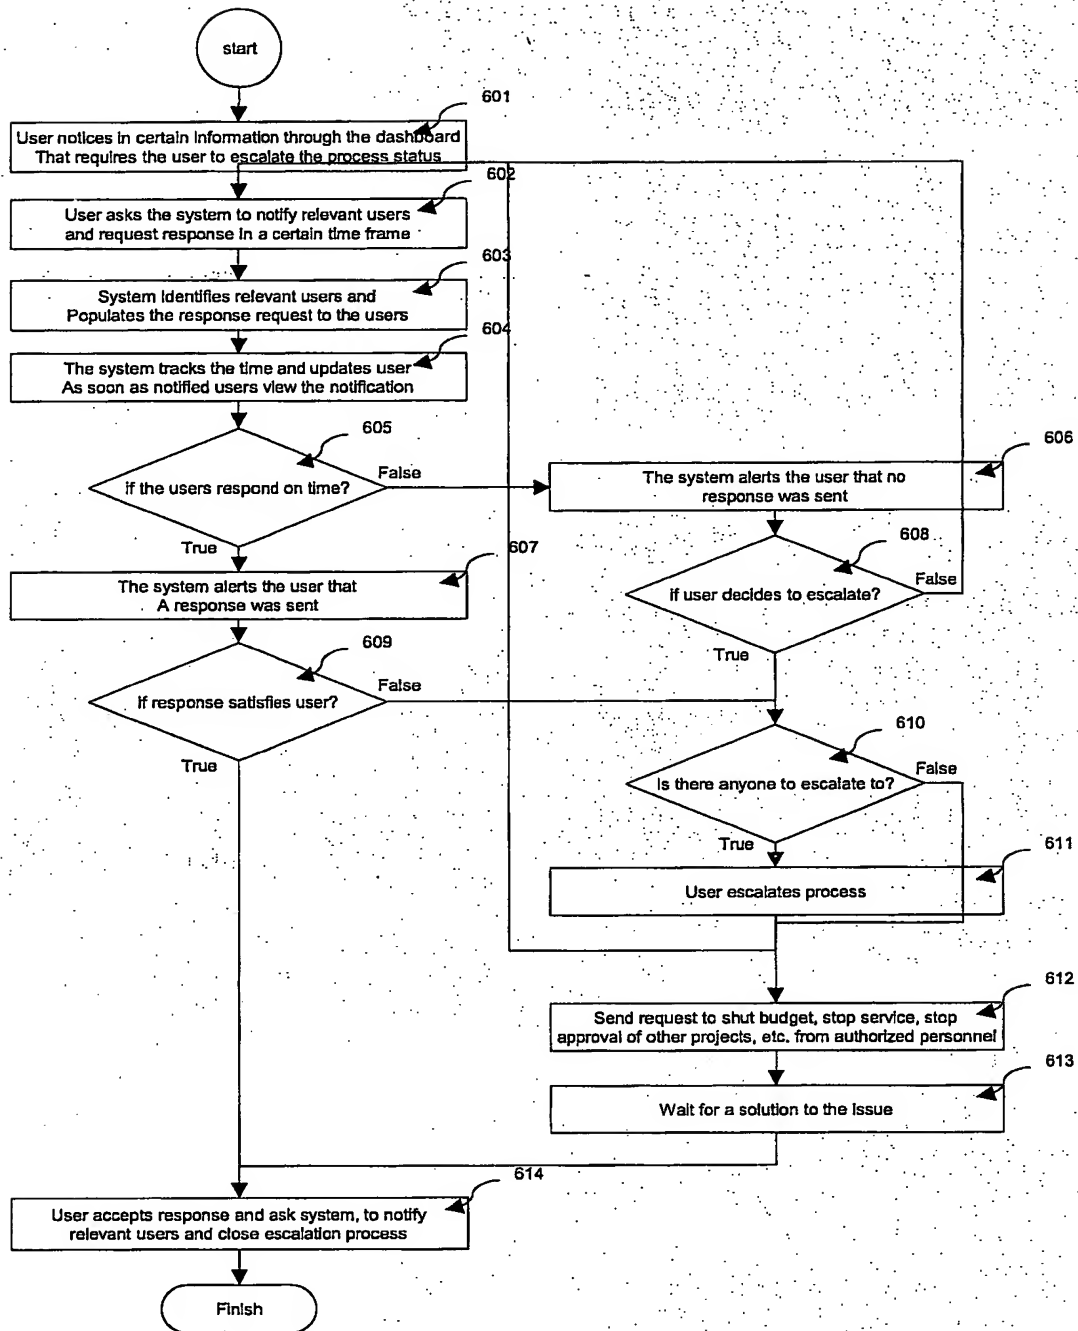 start
601
User notices in certain information through the dashboard
That requires the user to escalate the process status
602
User asks the system to notify relevant users
and request response in a certain time frame
603
System identifies relevant users and
Populates the response request to the users
604
The system tracks the time and updates user
As soon as notified users view the notification
605
if the users respond on time?
False
True
606
The system alerts the user that no
response was sent
607
The system alerts the user that
A response was sent
608
if user decides to escalate?
False
True
609
If response satisfies user?
False
True
610
Is there anyone to escalate to?
False
True
611
User escalates process
612
Send request to shut budget, stop service, stop
approval of other projects, etc. from authorized personnel
613
Wait for a solution to the issue
614
User accepts response and ask system, to notify
relevant users and close escalation process
Finish